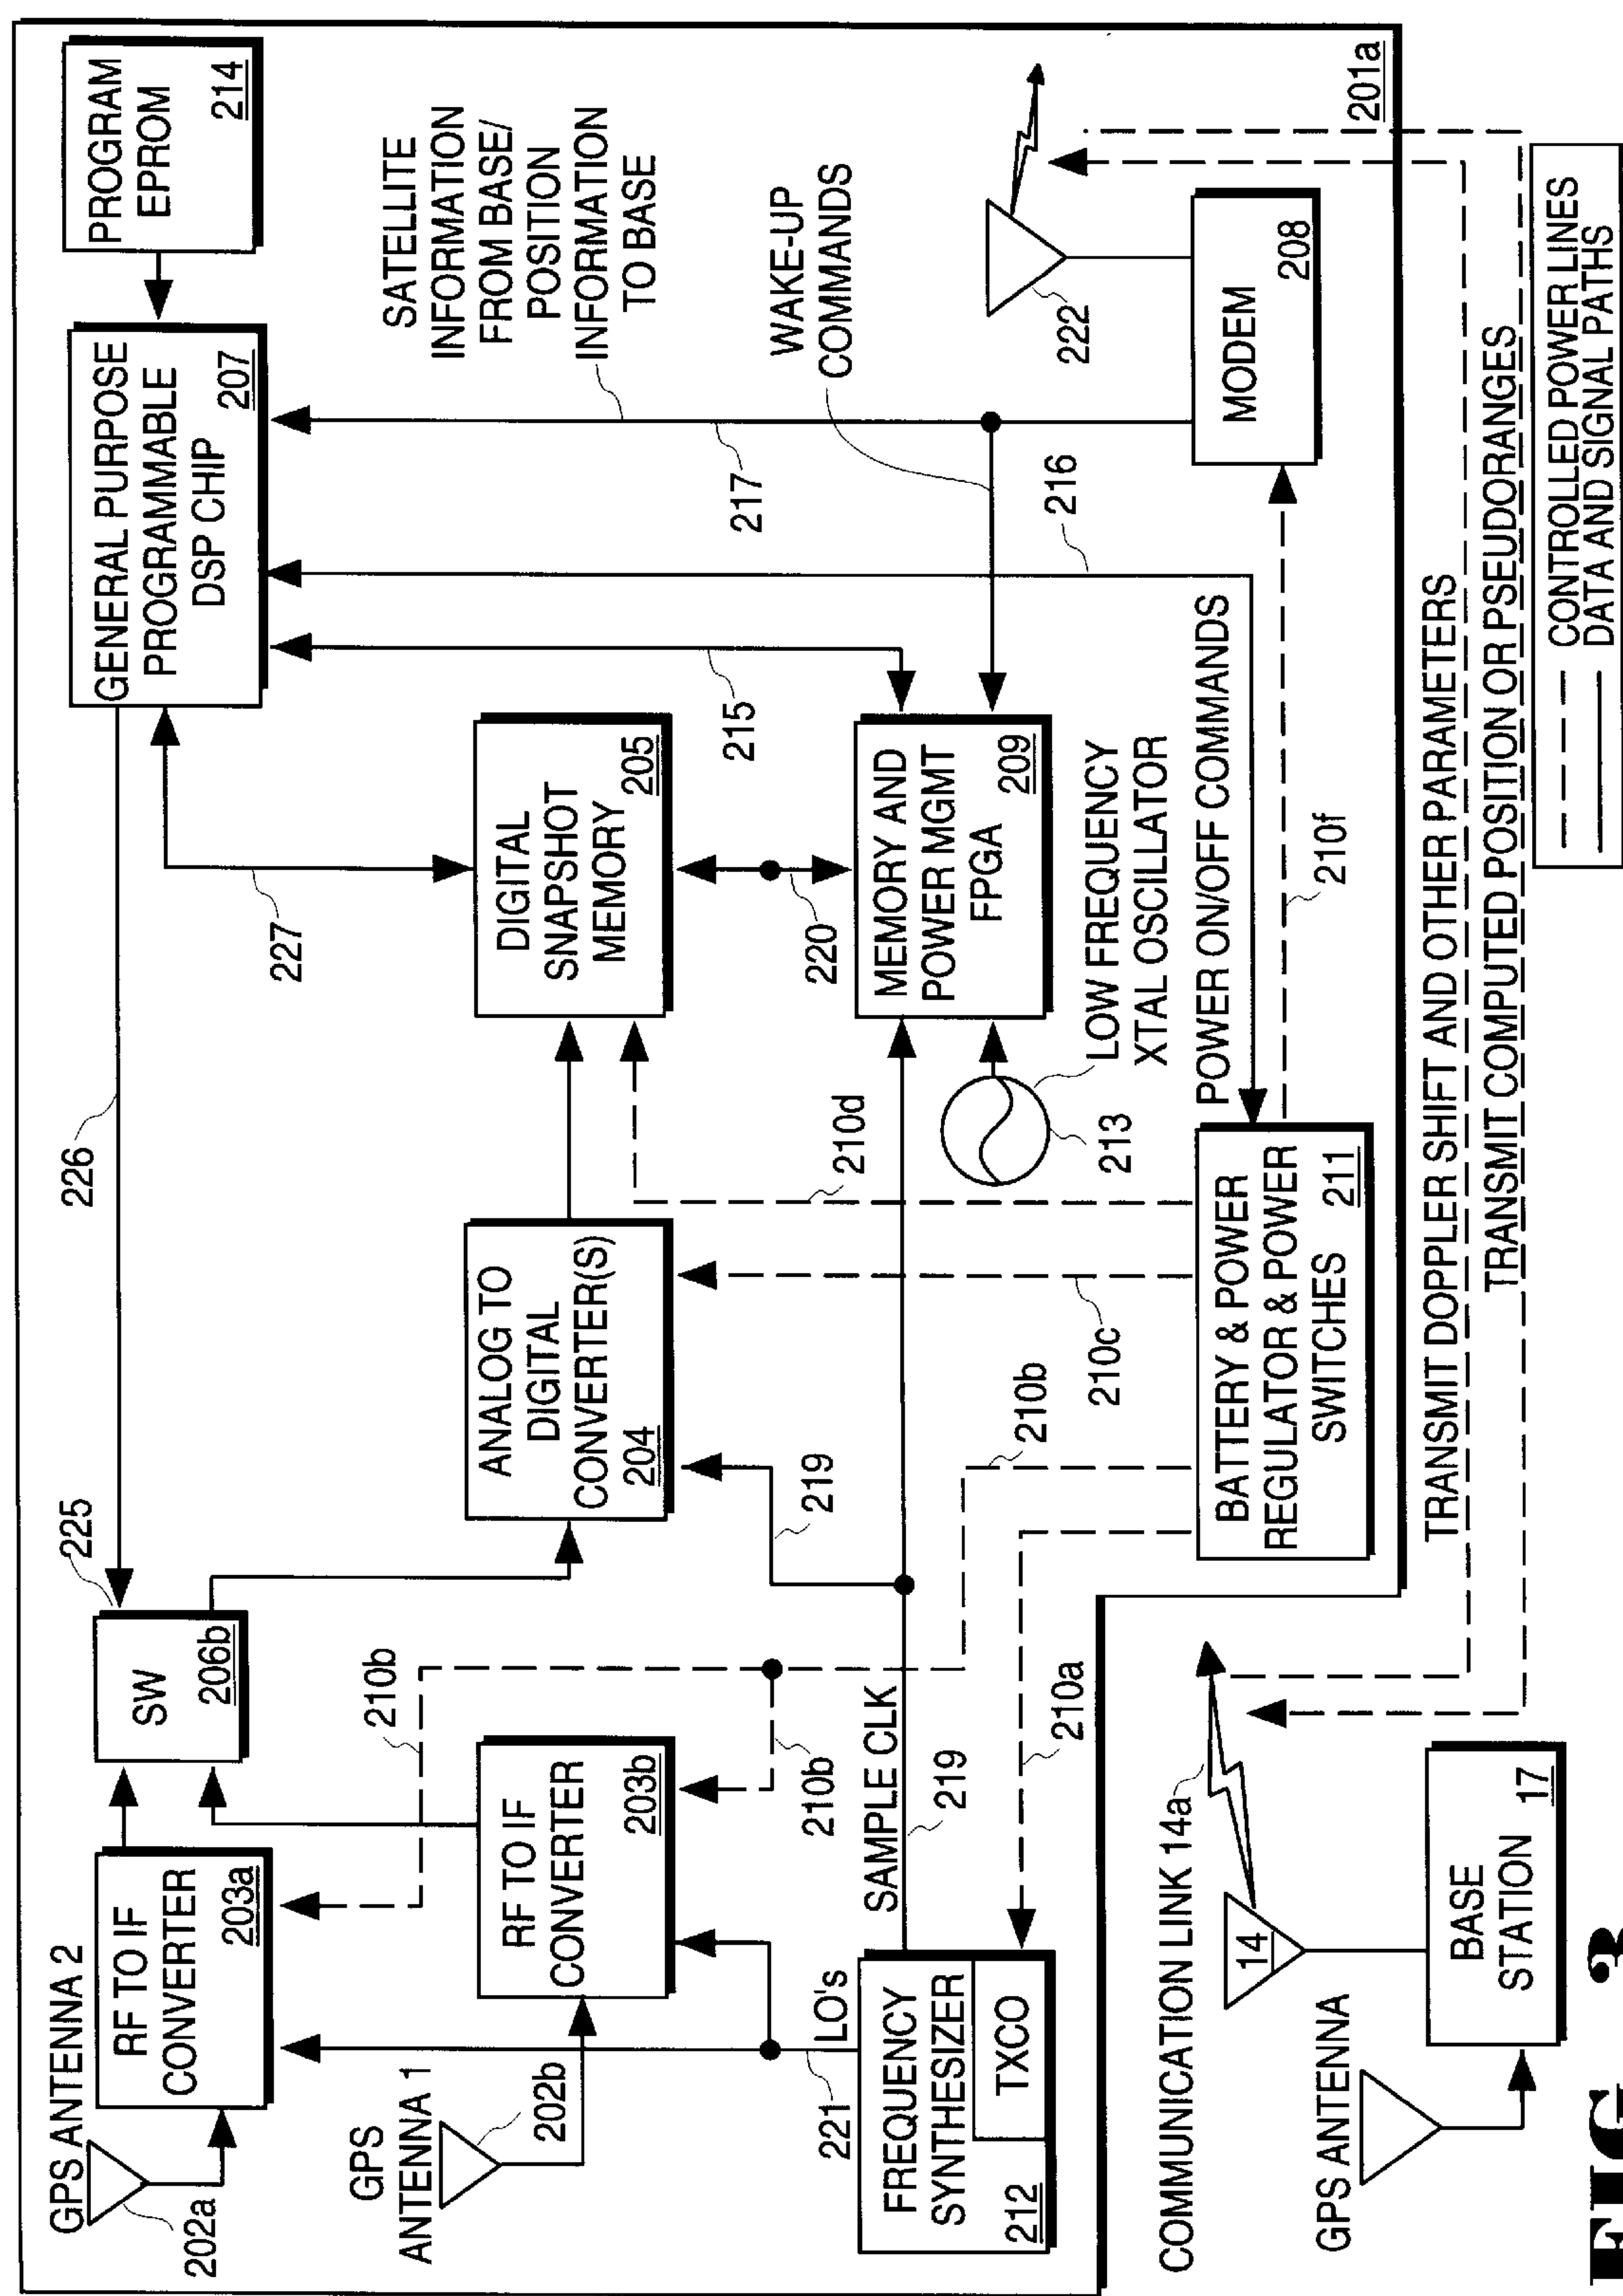 GPS ANTENNA 2
202a
RF TO IF
CONVERTER
203a
SW
206b
225
226
GENERAL PURPOSE
PROGRAMMABLE
DSP CHIP
207
PROGRAM
EPROM
214
GPS
ANTENNA 1
202b
RF TO IF
CONVERTER
203b
210b
210b
ANALOG TO
DIGITAL
CONVERTER(S)
204
DIGITAL
SNAPSHOT
MEMORY
205
227
SATELLITE
INFORMATION
FROM BASE/
POSITION
INFORMATION
TO BASE
217
215
220
221
LO's
FREQUENCY
SYNTHESIZER
212
TXCO
SAMPLE CLK
219
219
210d
MEMORY AND
POWER MGMT
FPGA
209
WAKE-UP
COMMANDS
216
LOW FREQUENCY
XTAL OSCILLATOR
213
210a
210b
210c
BATTERY & POWER
REGULATOR & POWER
SWITCHES
211
POWER ON/OFF COMMANDS
210f
MODEM
208
222
201a
COMMUNICATION LINK 14a
14
GPS ANTENNA
BASE
STATION
17
TRANSMIT DOPPLER SHIFT AND OTHER PARAMETERS
TRANSMIT COMPUTED POSITION OR PSEUDORANGES
CONTROLLED POWER LINES
DATA AND SIGNAL PATHS
FIG. 3